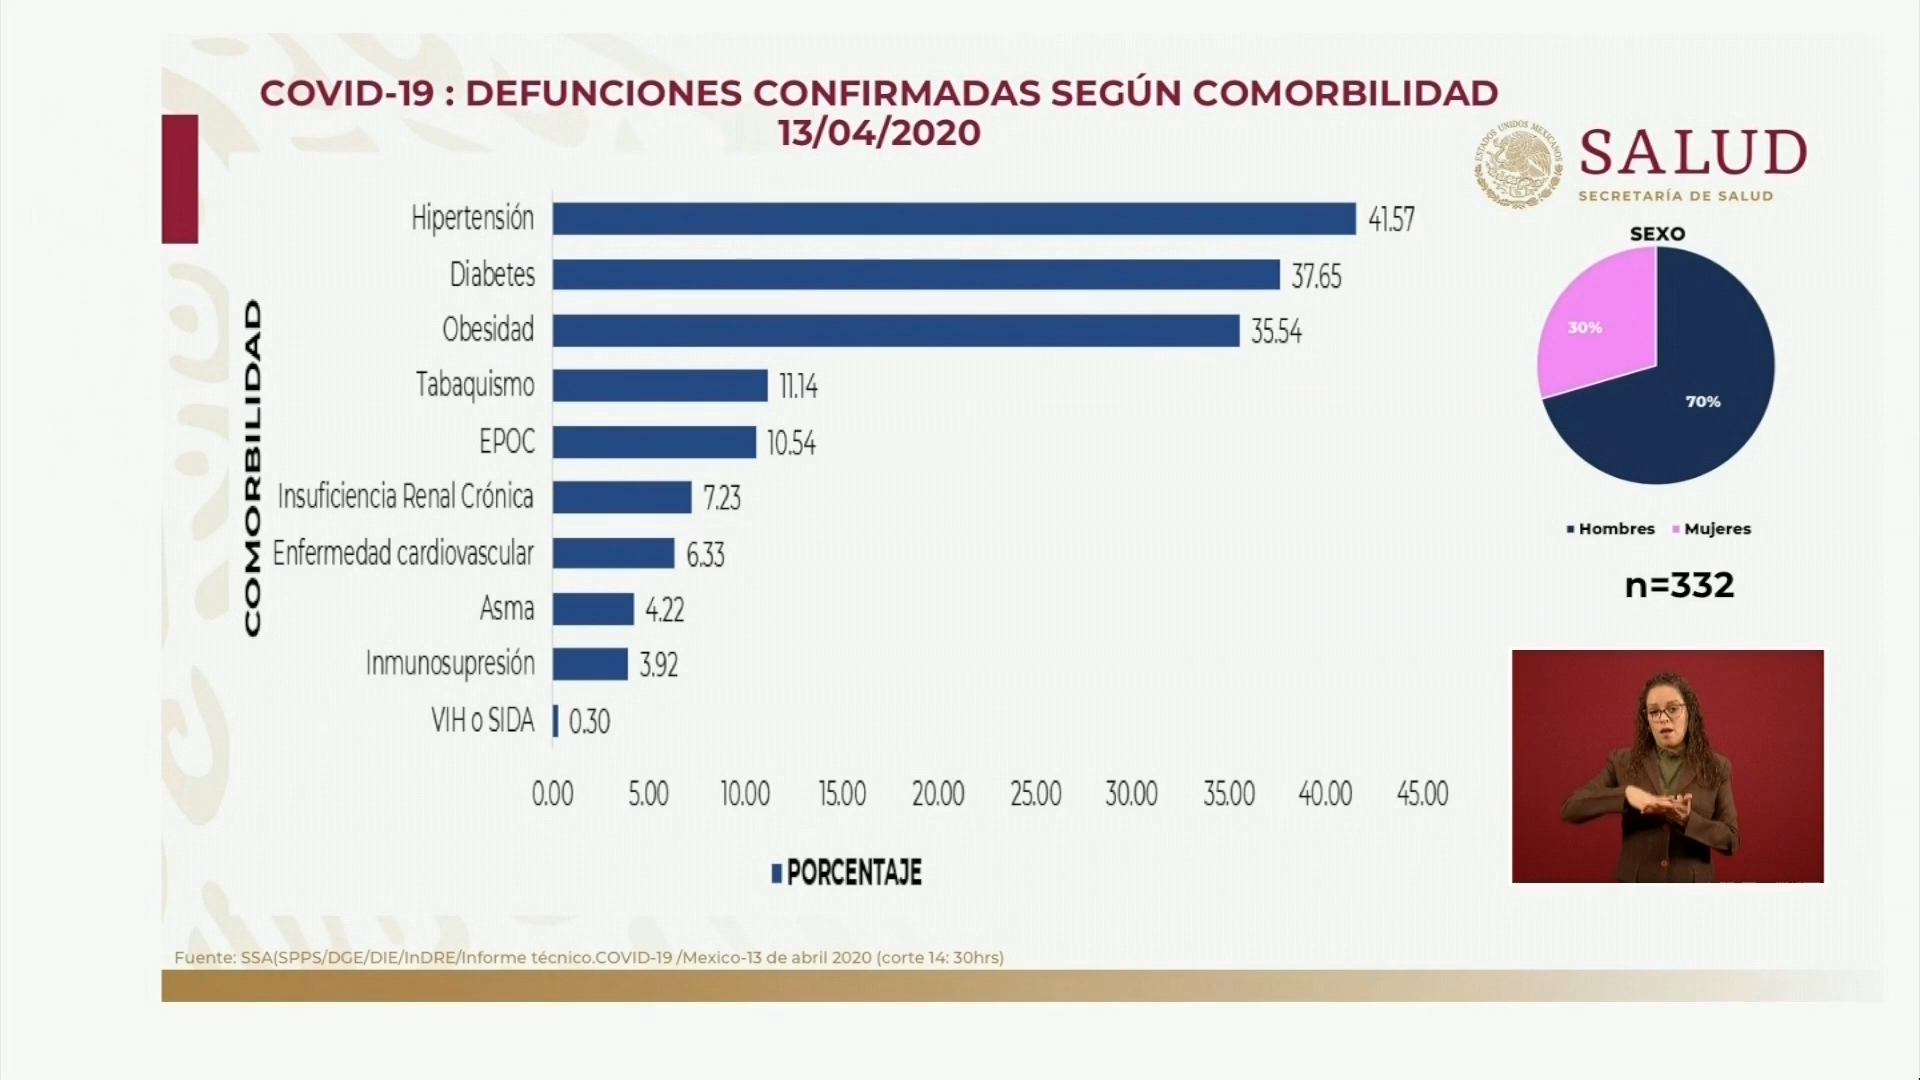 COVID-19 : DEFUNCIONES CONFIRMADAS SEGÚN COMORBILIDAD
13/04/2020
ESTADOS UNIDOS MEXICANOS
SALUD
SECRETARÍA DE SALUD
COMORBILIDAD
Hipertensión 41.57
Diabetes 37.65
Obesidad 35.54
Tabaquismo 11.14
EPOC 10.54
Insuficiencia Renal Crónica 7.23
Enfermedad cardiovascular 6.33
Asma 4.22
Inmunosupresión 3.92
VIH o SIDA 0.30
0.00 5.00 10.00 15.00 20.00 25.00 30.00 35.00 40.00 45.00
PORCENTAJE
SEXO
30%
70%
Hombres Mujeres
n=332
Fuente: SSA(SPPS/DGE/DIE/InDRE/Informe técnico.COVID-19 /Mexico-13 de abril 2020 (corte 14: 30hrs)